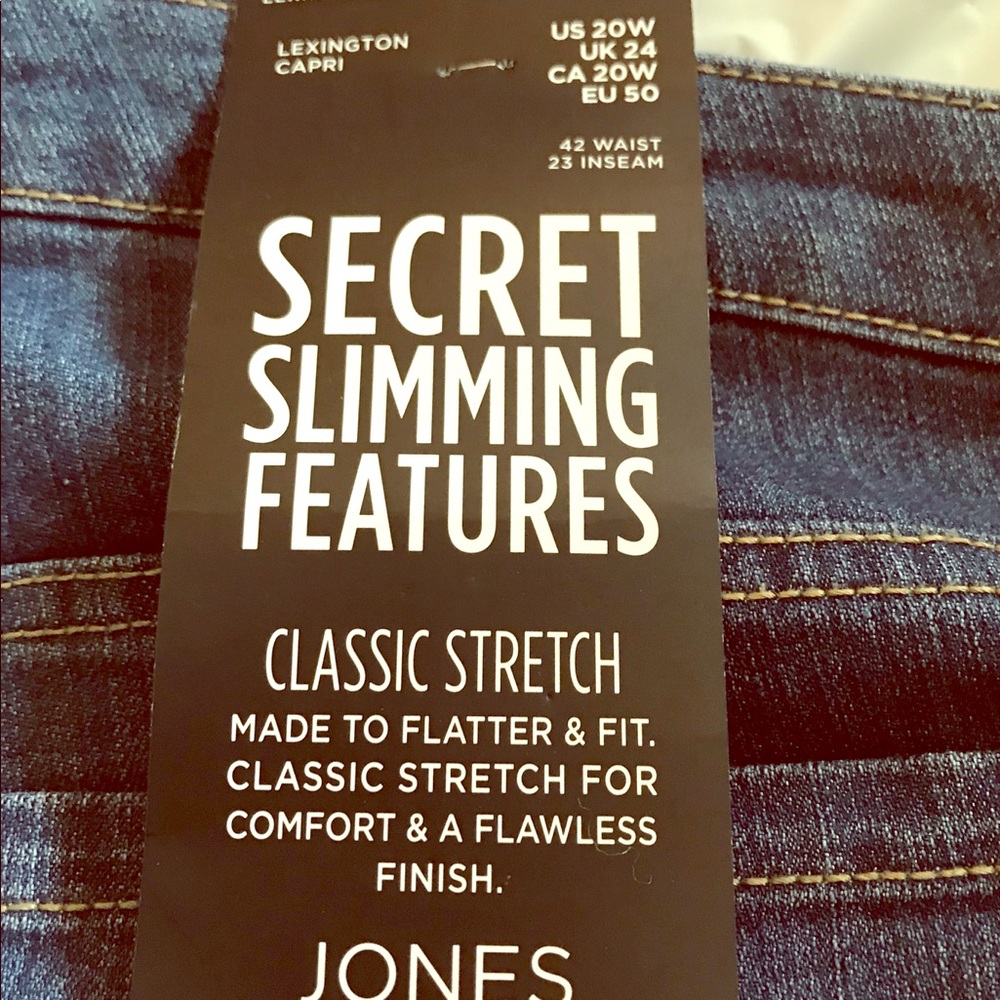 LEXINGTON
CAPRI
US 20W
UK 24
CA 20W
EU 50
42 WAIST
23 INSEAM
SECRET
SLIMMING
FEATURES
CLASSIC STRETCH
MADE TO FLATTER & FIT.
CLASSIC STRETCH FOR
COMFORT & A FLAWLESS
FINISH.
JONES